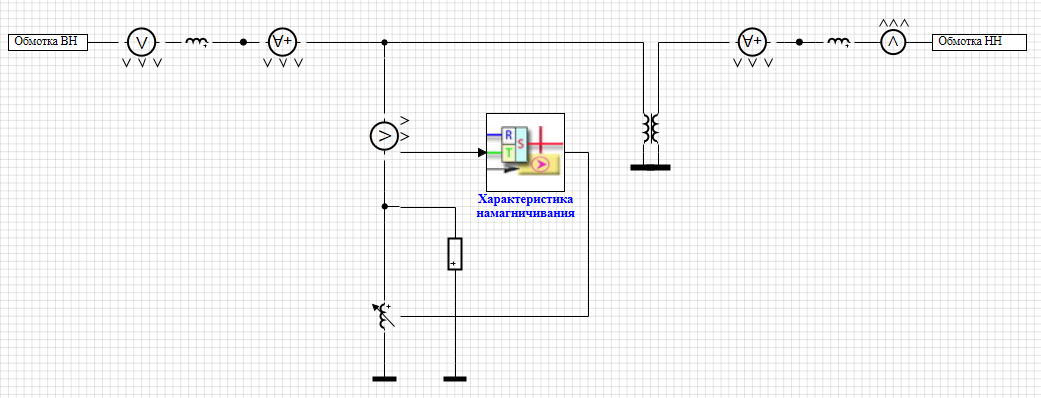 Обмотка ВН
Обмотка НН
R
S
T
Характеристика
намагничивания